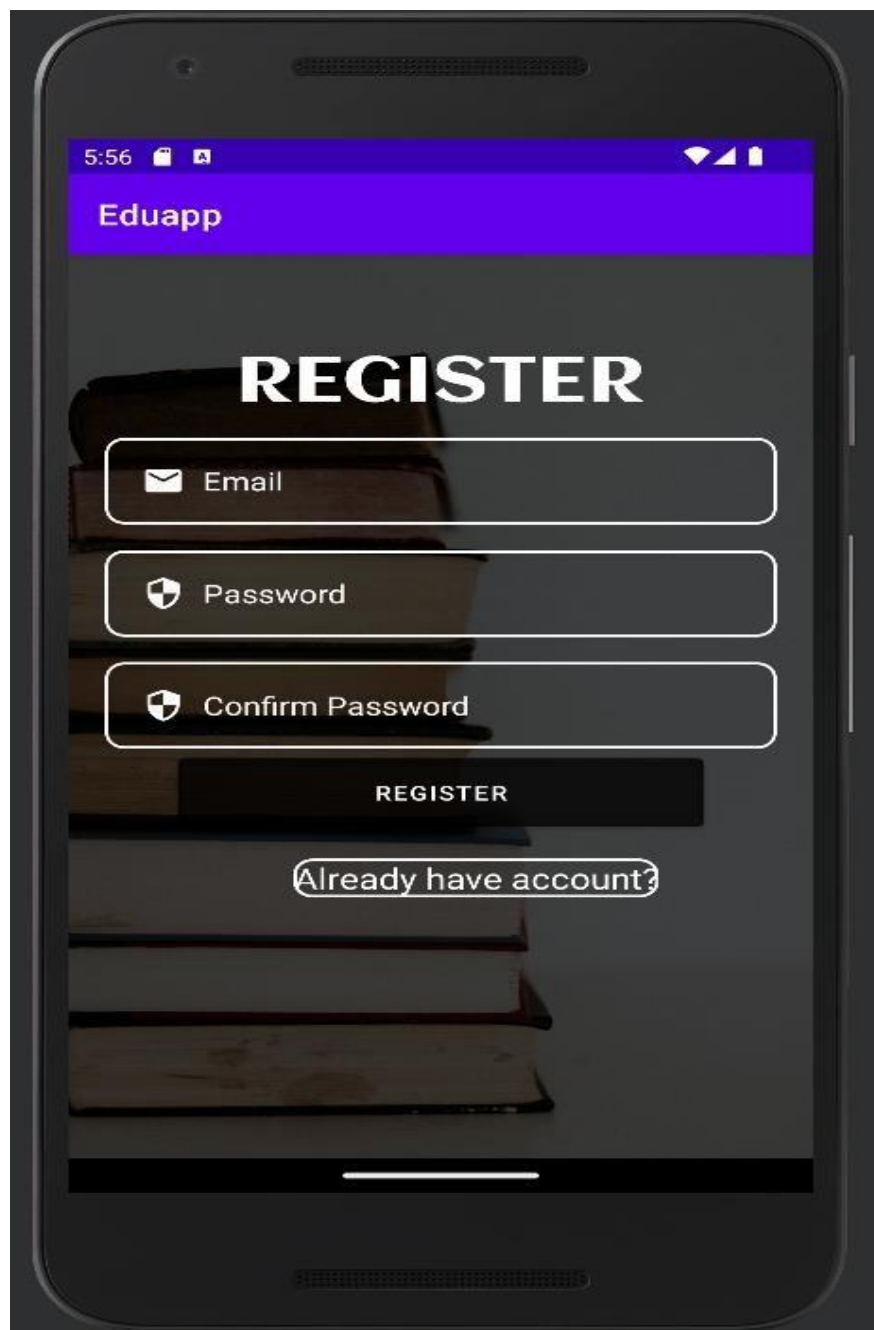 5:56
Eduapp
REGISTER
Email
Password
Confirm Password
REGISTER
Already have account?